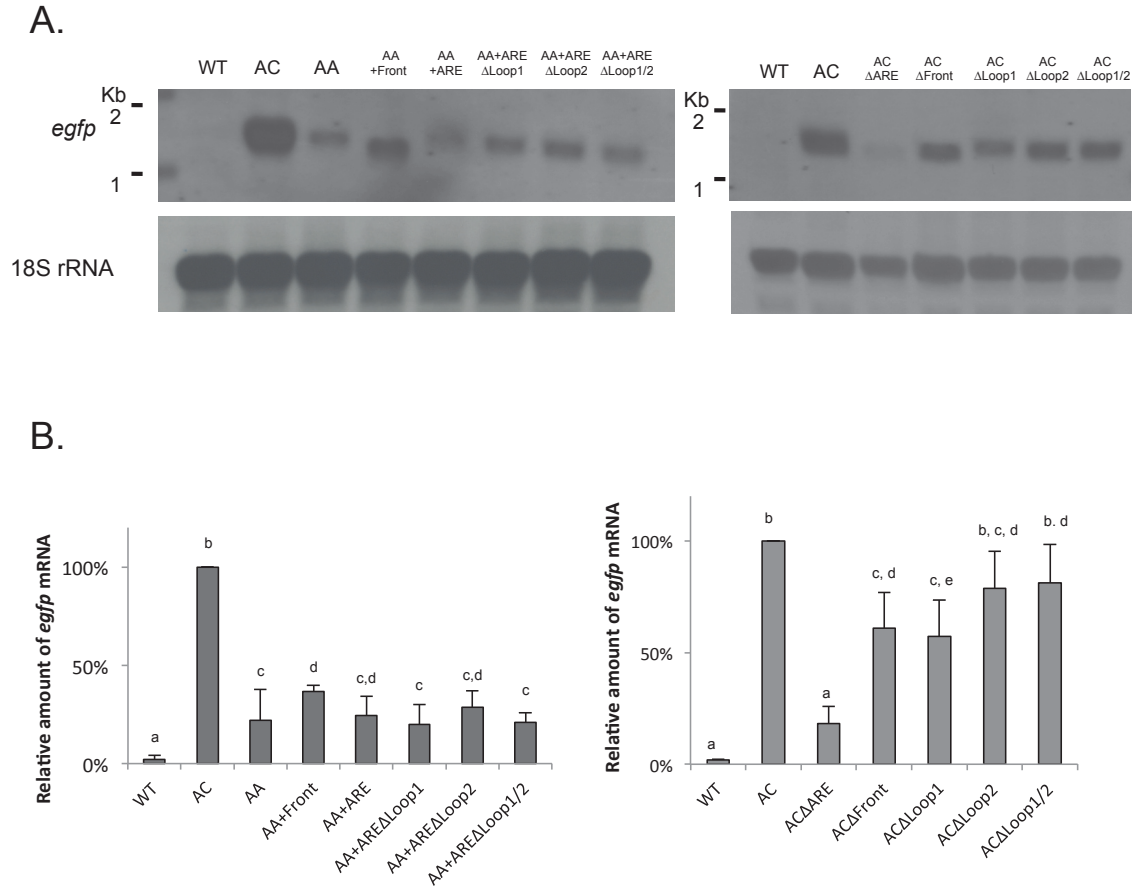 A.
WT AC AA AA +Front AA +ARE AA+ARE ΔLoop1 AA+ARE ΔLoop2 AA+ARE ΔLoop1/2
Kb
2
egfp
1
18S rRNA
WT AC AC ΔARE AC ΔFront AC ΔLoop1 AC ΔLoop2 AC ΔLoop1/2
Kb
2
1
B.
Relative amount of egfp mRNA
100%
50%
0%
a
b
c
d
c,d
c
c,d
c
WT
AC
AA
AA+Front
AA+ARE
AA+AREΔLoop1
AA+AREΔLoop2
AA+AREΔLoop1/2
Relative amount of egfp mRNA
100%
50%
0%
a
b
a
c, d
c, e
b, c, d
b. d
WT
AC
ACΔARE
ACΔFront
ACΔLoop1
ACΔLoop2
ACΔLoop1/2